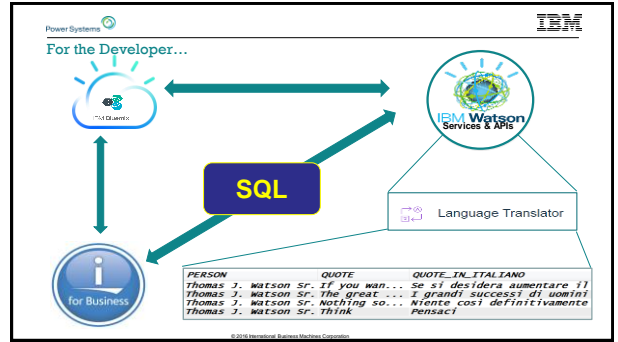 Power Systems
IBM
For the Developer...
IBM Bluemix
IBM Watson
Services & APIs
SQL
Language Translator
i
for Business
PERSON QUOTE QUOTE_IN_ITALIANO
Thomas J. Watson Sr. If you wan... Se si desidera aumentare il
Thomas J. Watson Sr. The great ... I grandi successi di uomini
Thomas J. Watson Sr. Nothing so... Niente così definitivamente
Thomas J. Watson Sr. Think Pensaci
© 2016 International Business Machines Corporation